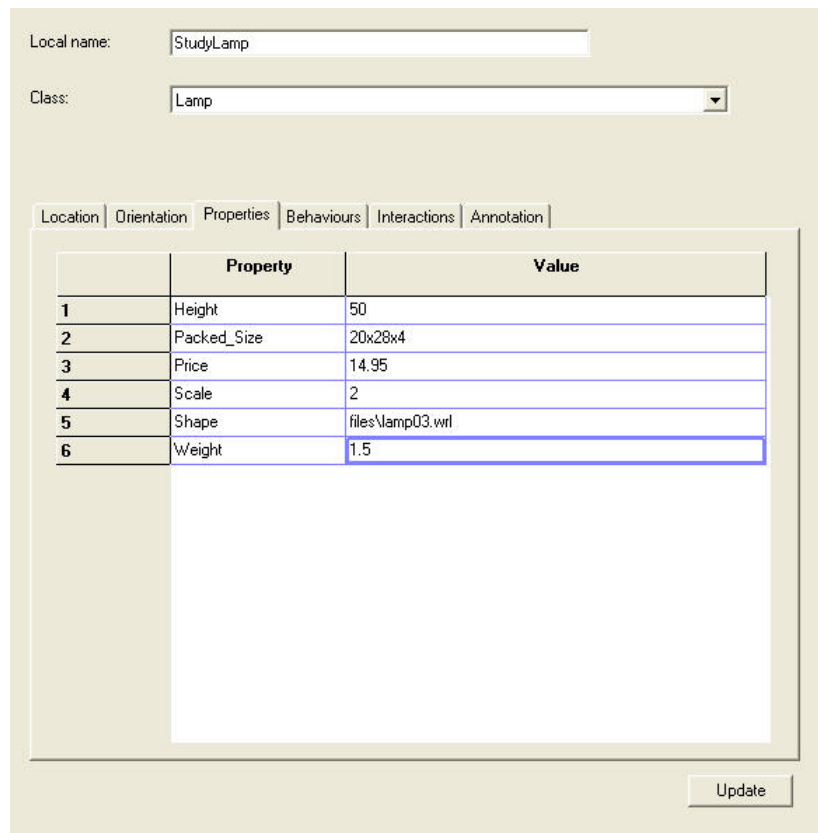 Local name: StudyLamp
Class: Lamp
Location Orientation Properties Behaviours Interactions Annotation
Property Value
1 Height 50
2 Packed_Size 20x28x4
3 Price 14.95
4 Scale 2
5 Shape files\lamp03.wrl
6 Weight 1.5
Update